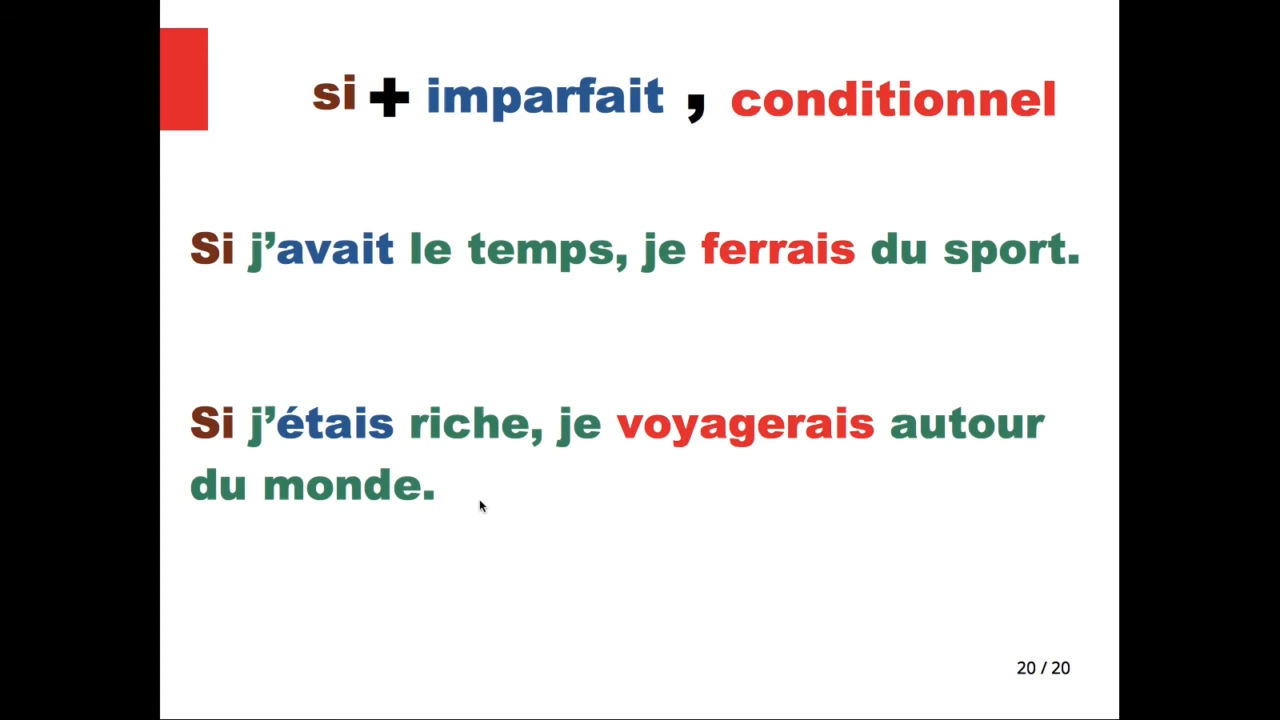 si + imparfait , conditionnel
Si j’avait le temps, je ferrais du sport.
Si j’étais riche, je voyagerais autour
du monde.
20 / 20